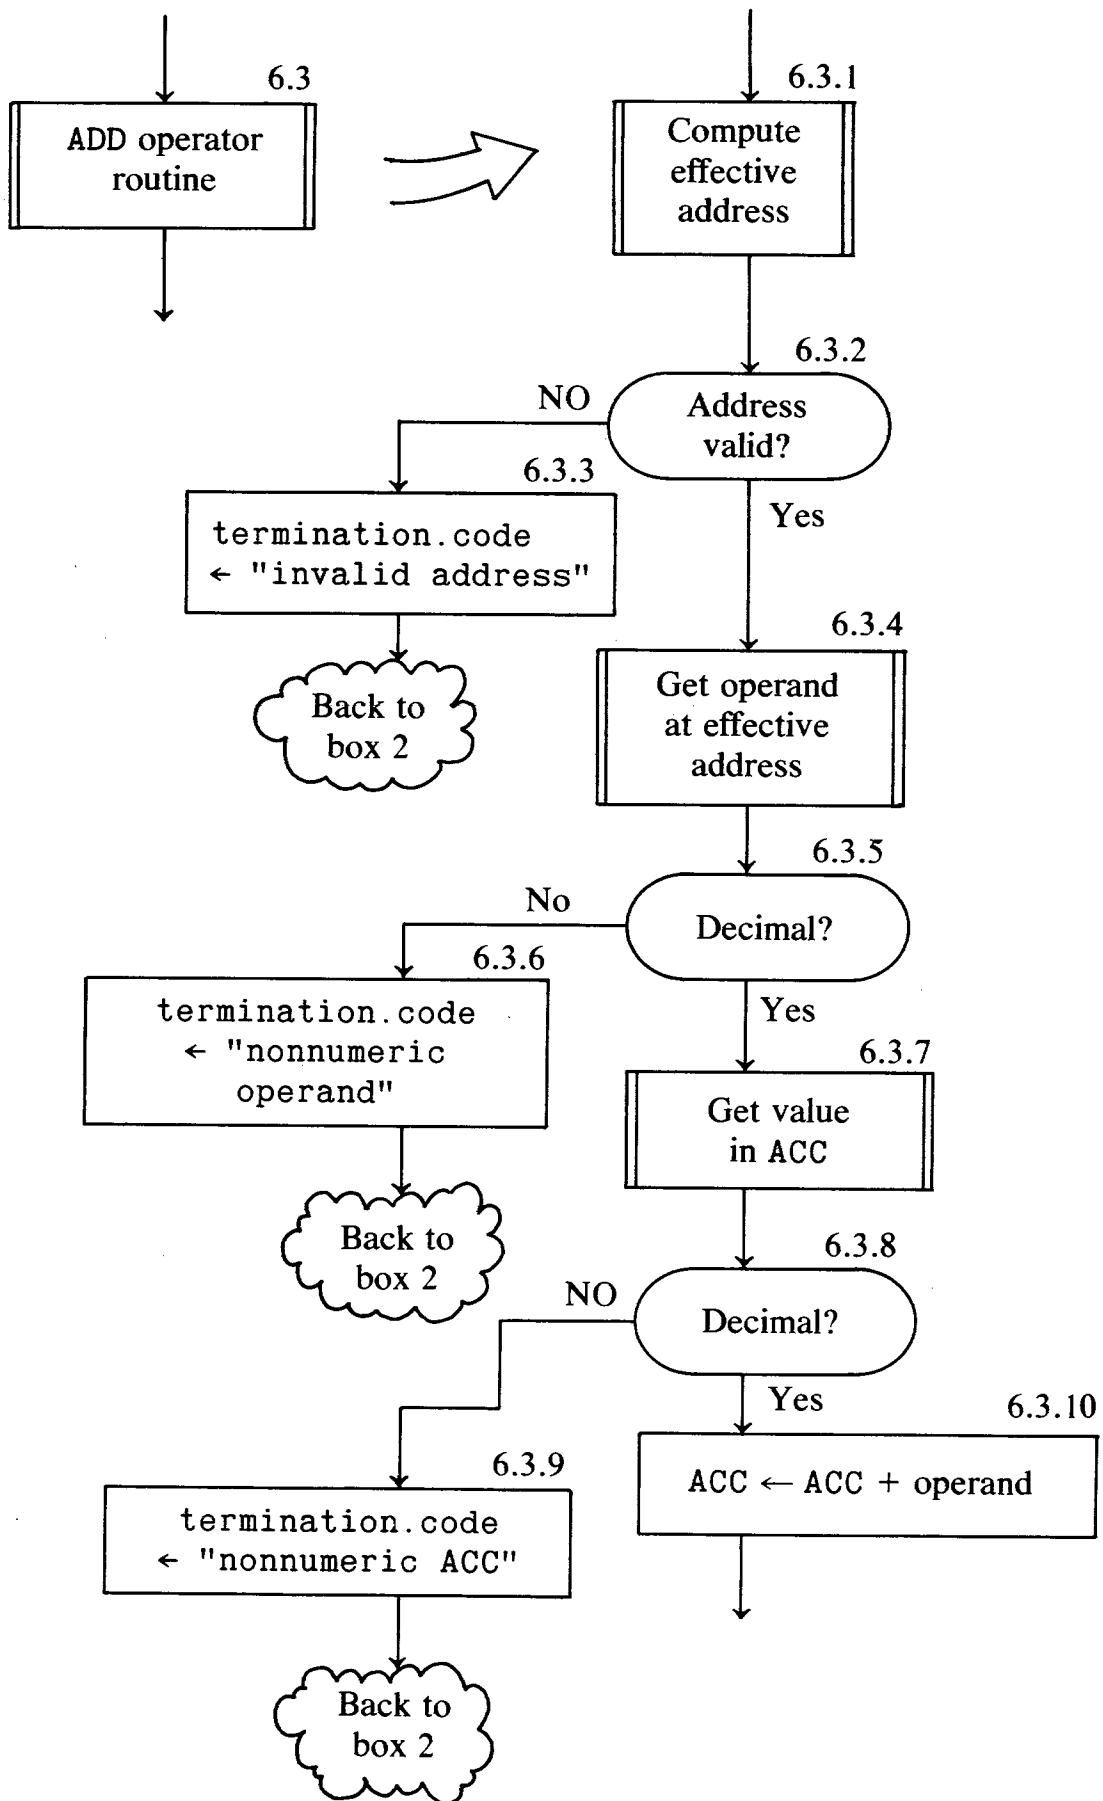 6.3
ADD operator
routine
6.3.1
Compute
effective
address
6.3.2
Address
valid?
NO
Yes
6.3.3
termination.code
← "invalid address"
Back to
box 2
6.3.4
Get operand
at effective
address
6.3.5
Decimal?
No
Yes
6.3.6
termination.code
← "nonnumeric
operand"
Back to
box 2
6.3.7
Get value
in ACC
6.3.8
Decimal?
NO
Yes
6.3.9
termination.code
← "nonnumeric ACC"
Back to
box 2
6.3.10
ACC ← ACC + operand